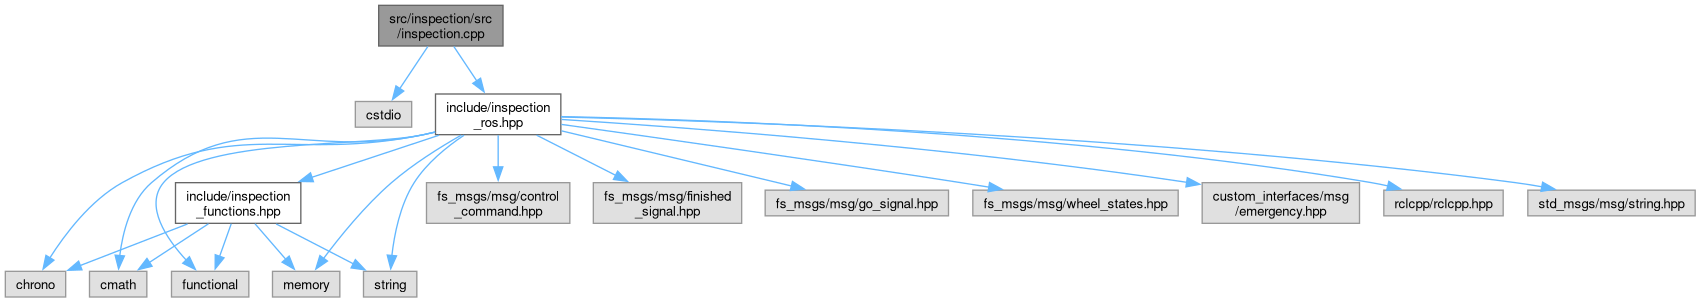 src/inspection/src
/inspection.cpp
cstdio
include/inspection
_ros.hpp
include/inspection
_functions.hpp
fs_msgs/msg/control
_command.hpp
fs_msgs/msg/finished
_signal.hpp
fs_msgs/msg/go_signal.hpp
fs_msgs/msg/wheel_states.hpp
custom_interfaces/msg
/emergency.hpp
rclcpp/rclcpp.hpp
std_msgs/msg/string.hpp
chrono
cmath
functional
memory
string